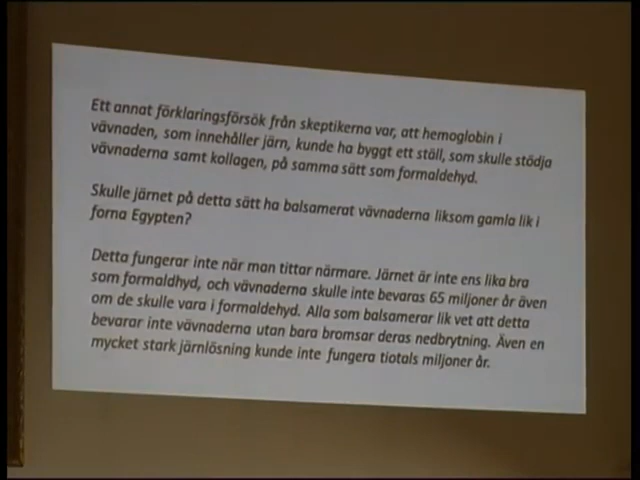 Ett annat förklaringsförsök från skeptikerna var, att hemoglobin i
vävnaden, som innehåller järn, kunde ha byggt ett ställ, som skulle stödja
vävnaderna samt kollagen, på samma sätt som formaldehyd.
Skulle järnet på detta sätt ha balsamerat vävnaderna liksom gamla lik i
forna Egypten?
Detta fungerar inte när man tittar närmare. Järnet är inte ens lika bra
som formaldhyd, och vävnaderna skulle inte bevaras 65 miljoner år även
om de skulle vara i formaldehyd. Alla som balsamerar lik vet att detta
bevarar inte vävnaderna utan bara bromsar deras nedbrytning. Även en
mycket stark järnlösning kunde inte fungera tiotals miljoner år.